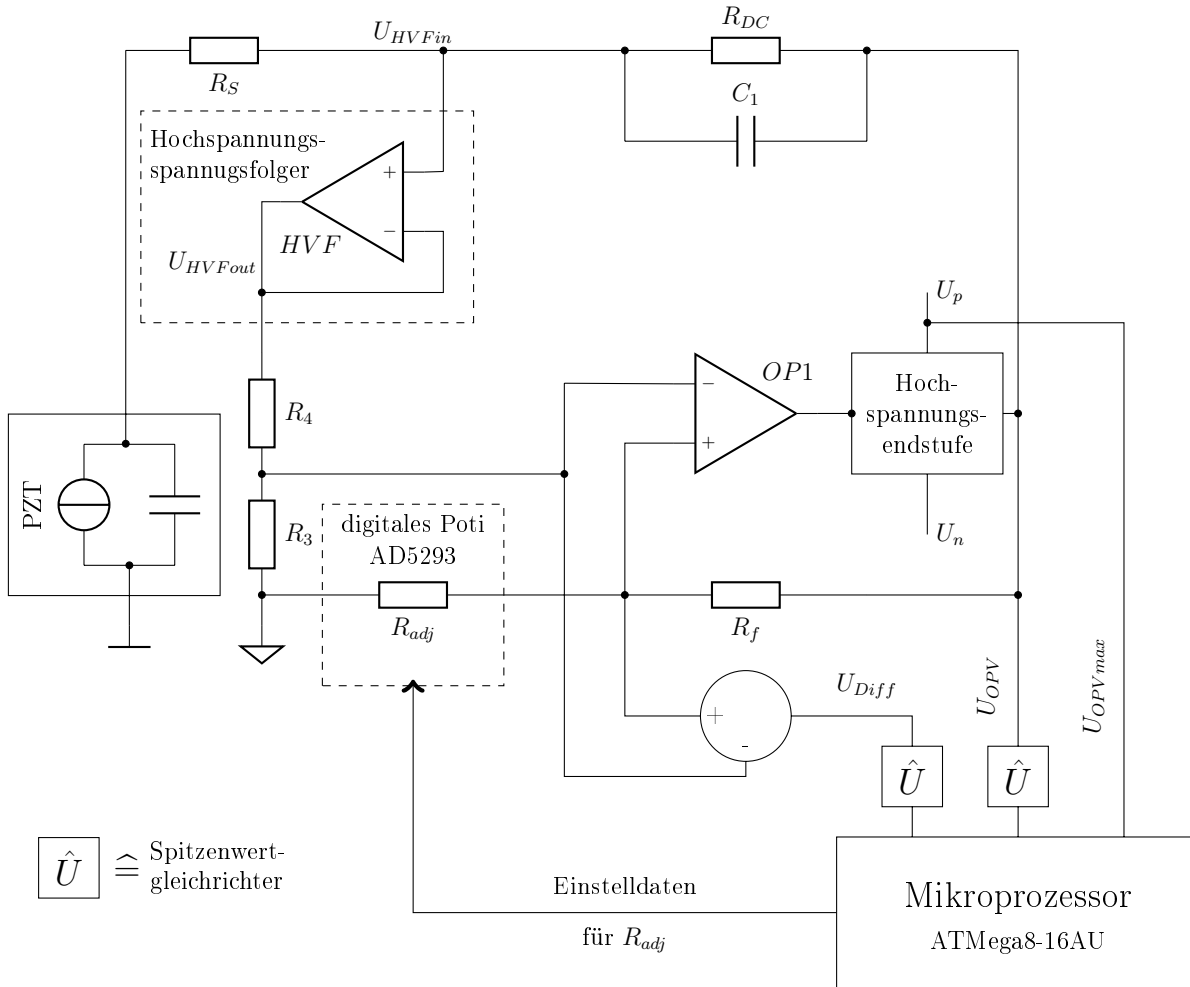 R_DC
U_HVFin
R_S
C_1
Hochspannungs-
spannugsfolger
+
−
HVF
U_HVFout
U_p
OP1
−
+
Hoch-
spannungs-
endstufe
U_n
R_4
PZT
R_3
digitales Poti
AD5293
R_adj
R_f
U_Diff
U_OPV
U_OPVmax
+
-
Û
Û
Û ≙ Spitzenwert-
gleichrichter
Einstelldaten
für R_adj
Mikroprozessor
ATMega8-16AU